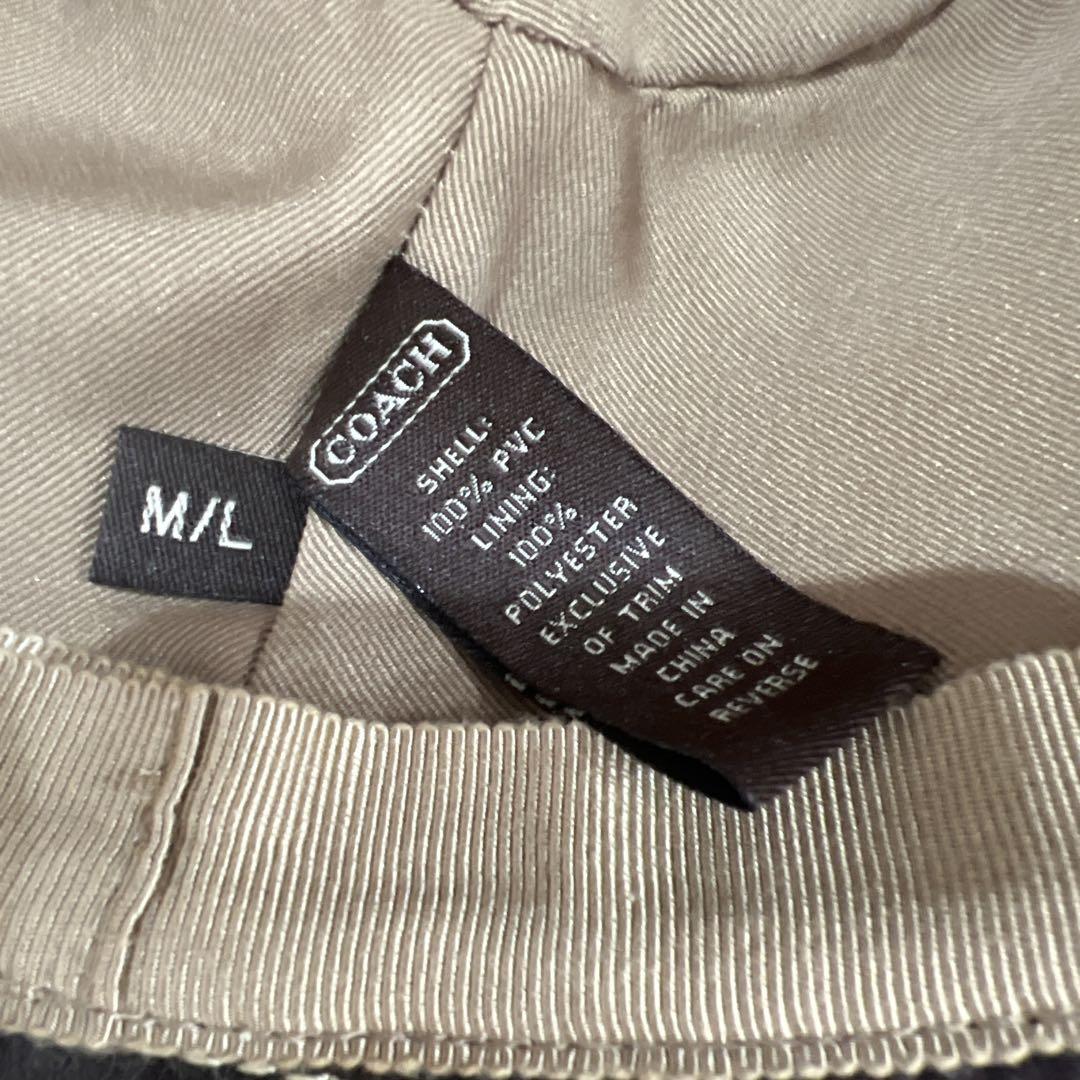 M/L
COACH
SHELL:
100% PVC
LINING:
100%
POLYESTER
EXCLUSIVE
OF TRIM
MADE IN
CHINA
CARE ON
REVERSE